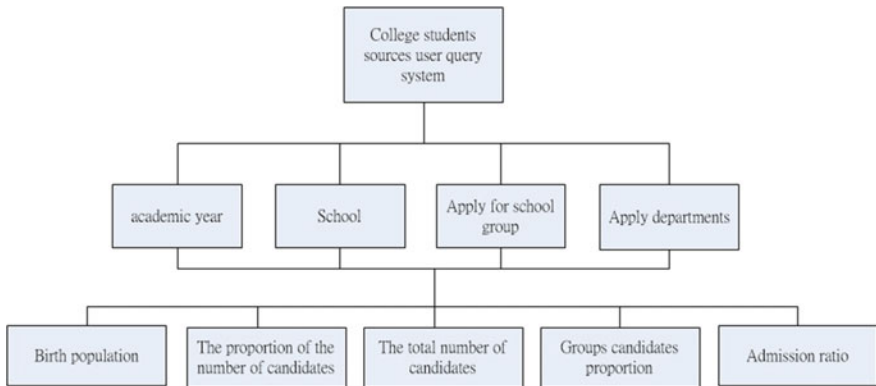 College students
sources user query
system
academic year
School
Apply for school
group
Apply departments
Birth population
The proportion of the
number of candidates
The total number of
candidates
Groups candidates
proportion
Admission ratio